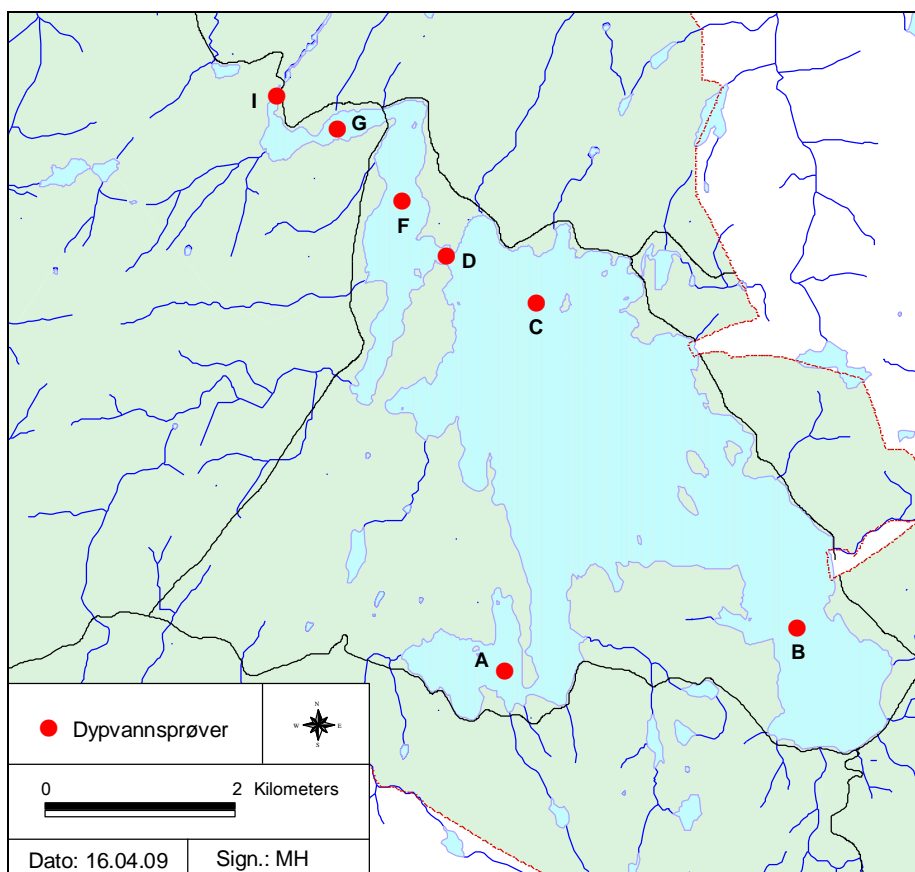 I
G
F
D
C
B
A
Dypvannsprøver
N
W E
S
0 2 Kilometers
Dato: 16.04.09
Sign.: MH